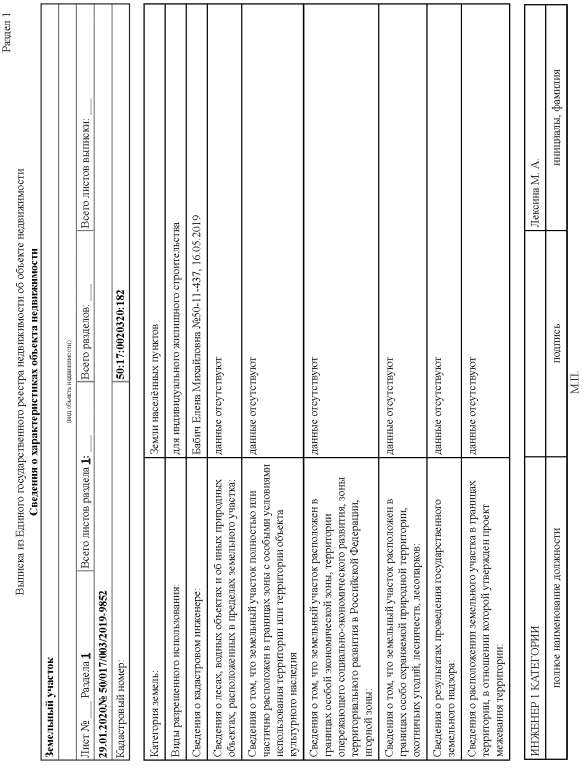 Раздел 1
Выписка из Единого государственного реестра недвижимости об объекте недвижимости
Сведения о характеристиках объекта недвижимости
Земельный участок
(вид объекта недвижимости)
Лист № ___ Раздела 1 Всего листов раздела 1: ___ Всего разделов: ___ Всего листов выписки: ___
29.01.2020№ 50/017/003/2019-9852
Кадастровый номер: 50:17:0020320:182
Категория земель: Земли населённых пунктов
Виды разрешенного использования: для индивидуального жилищного строительства
Сведения о кадастровом инженере: Бабич Елена Михайловна №50-11-437, 16.05.2019
Сведения о лесах, водных объектах и об иных природных данные отсутствуют
объектах, расположенных в пределах земельного участка:
Сведения о том, что земельный участок полностью или данные отсутствуют
частично расположен в границах зоны с особыми условиями
использования территории или территории объекта
культурного наследия
Сведения о том, что земельный участок расположен в данные отсутствуют
границах особой экономической зоны, территории
опережающего социально-экономического развития, зоны
территориального развития в Российской Федерации,
игорной зоны:
Сведения о том, что земельный участок расположен в данные отсутствуют
границах особо охраняемой природной территории,
охотничьих угодий, лесничеств, лесопарков:
Сведения о результатах проведения государственного данные отсутствуют
земельного надзора:
Сведения о расположении земельного участка в границах данные отсутствуют
территории, в отношении которой утвержден проект
межевания территории:
ИНЖЕНЕР 1 КАТЕГОРИИ Лексина М. А.
полное наименование должности подпись инициалы, фамилия
М.П.